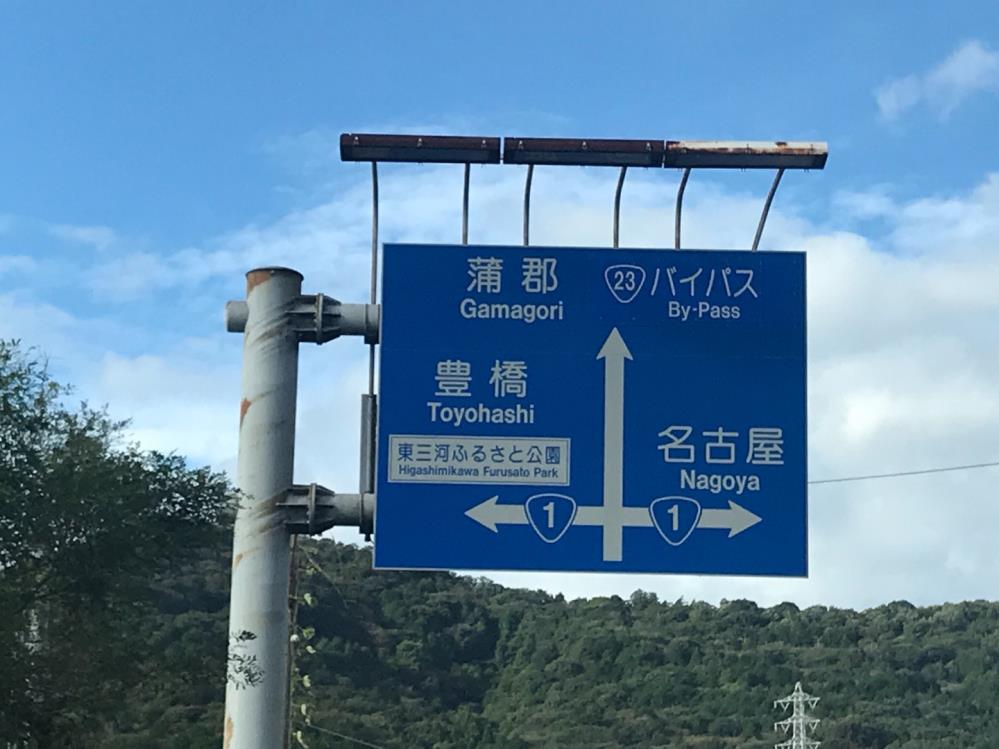 蒲郡 23 バイパス
Gamagori By-Pass
豊橋
Toyohashi
東三河ふるさと公園
Higashimikawa Furusato Park
名古屋
Nagoya
1 1